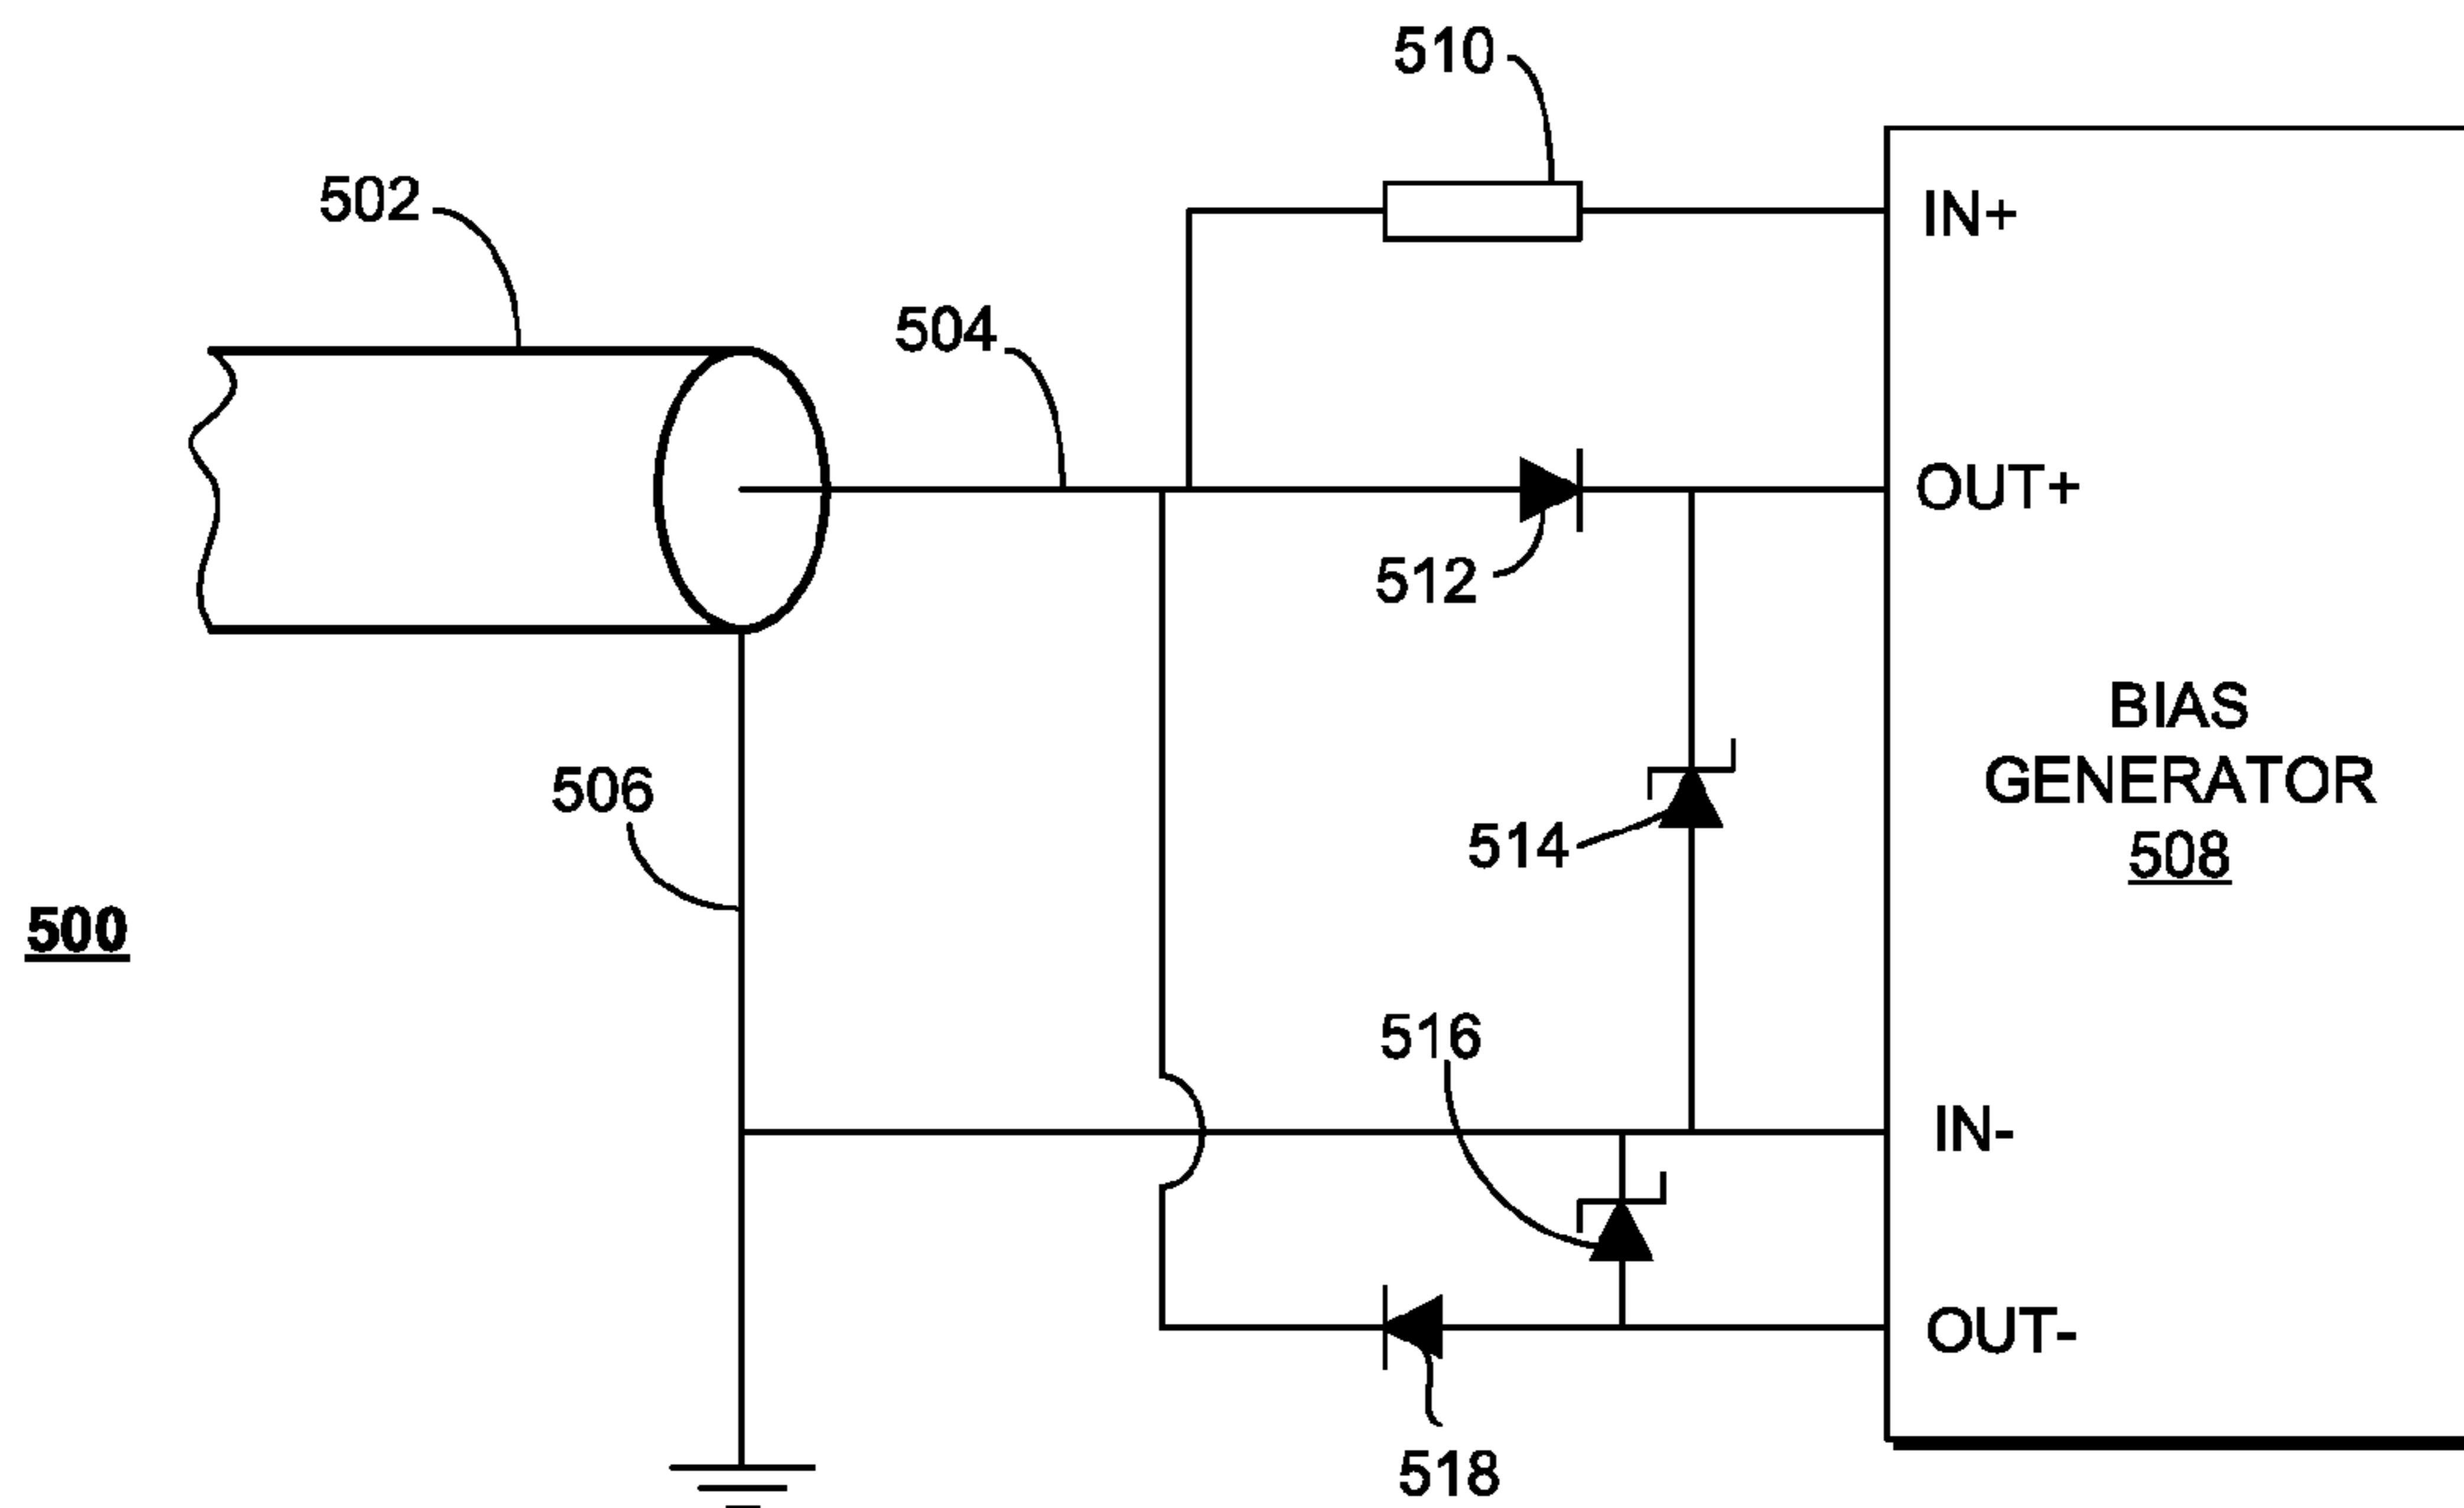 510
502
IN+
504
OUT+
512
BIAS
GENERATOR
508
506
514
500
516
IN-
OUT-
518